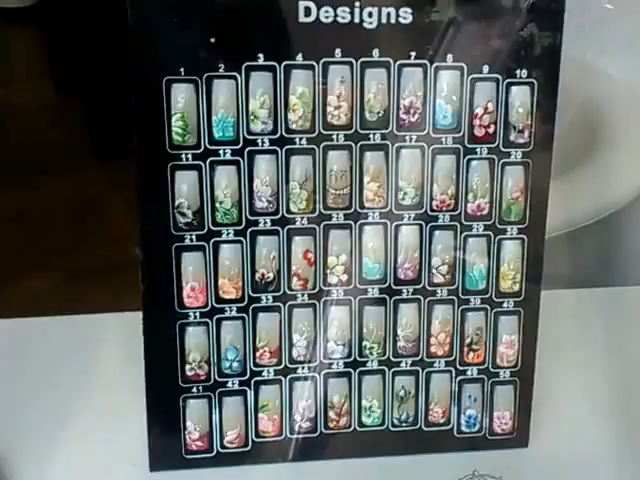 Designs
1 2 3 4 5 6 7 8 9 10
11 12 13 14 15 16 17 18 19 20
21 22 23 24 25 26 27 28 29 30
31 32 33 34 35 36 37 38 39 40
41 42 43 44 45 46 47 48 49 50